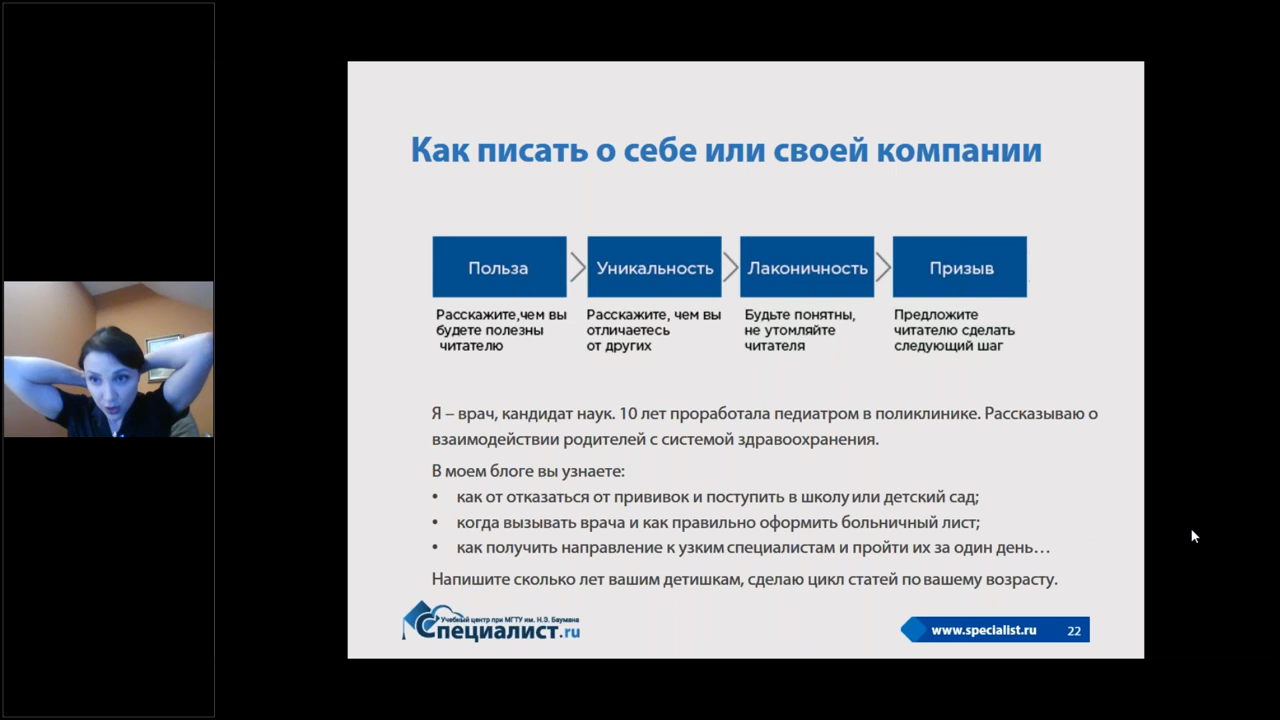 Как писать о себе или своей компании
Польза
Уникальность
Лаконичность
Призыв
Расскажите,чем вы
будете полезны
читателю
Расскажите, чем вы
отличаетесь
от других
Будьте понятны,
не утомляйте
читателя
Предложите
читателю сделать
следующий шаг
Я – врач, кандидат наук. 10 лет проработала педиатром в поликлинике. Рассказываю о
взаимодействии родителей с системой здравоохранения.
В моем блоге вы узнаете:
• как от отказаться от прививок и поступить в школу или детский сад;
• когда вызывать врача и как правильно оформить больничный лист;
• как получить направление к узким специалистам и пройти их за один день…
Напишите сколько лет вашим детишкам, сделаю цикл статей по вашему возрасту.
Учебный центр при МГТУ им. Н.Э. Баумана
Специалист.ru
www.specialist.ru 22